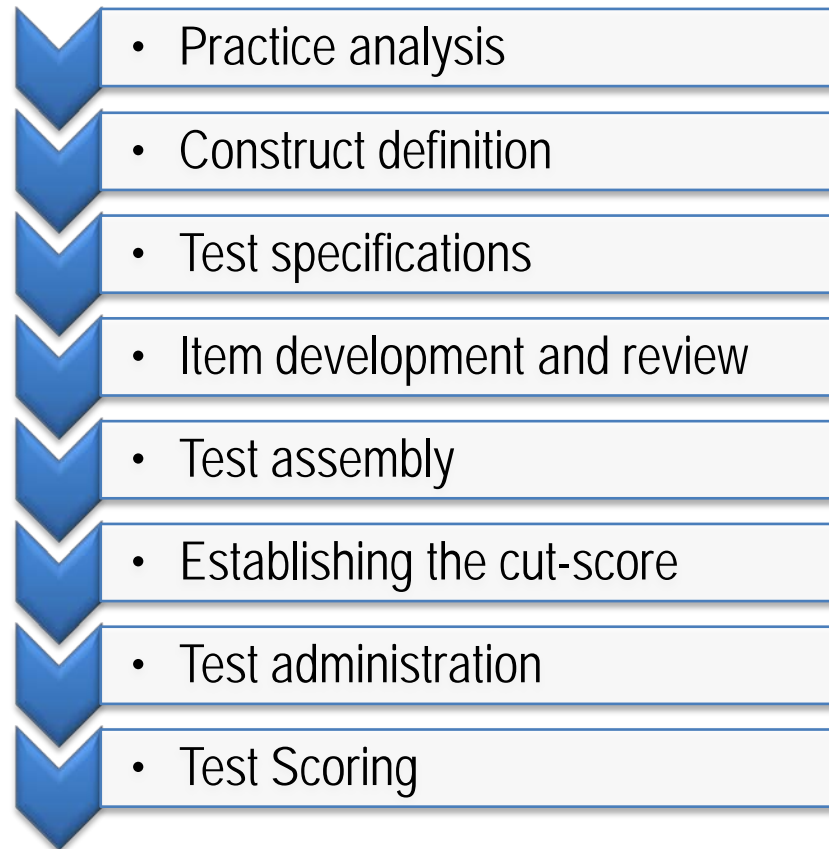 • Practice analysis
• Construct definition
• Test specifications
• Item development and review
• Test assembly
• Establishing the cut-score
• Test administration
• Test Scoring